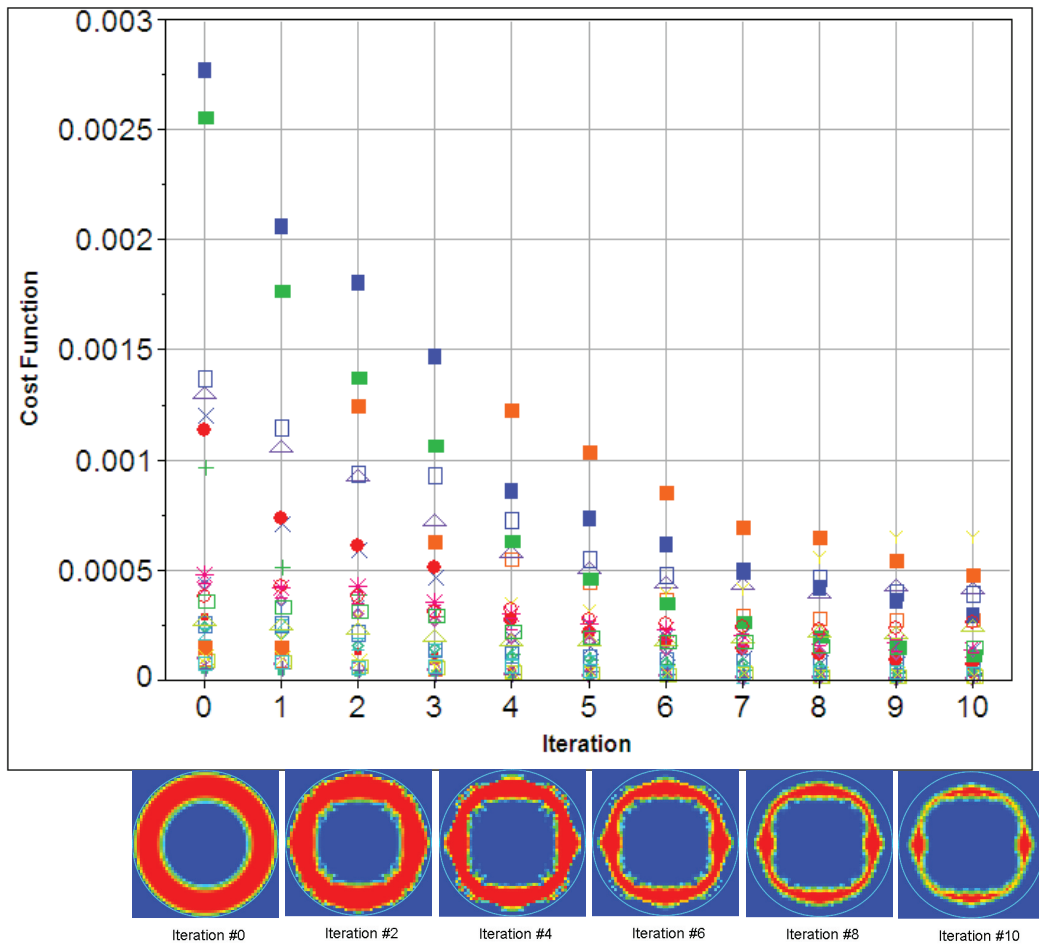 0.003
0.0025
0.002
0.0015
0.001
0.0005
0
Cost Function
0 1 2 3 4 5 6 7 8 9 10
Iteration
Iteration #0 Iteration #2 Iteration #4 Iteration #6 Iteration #8 Iteration #10